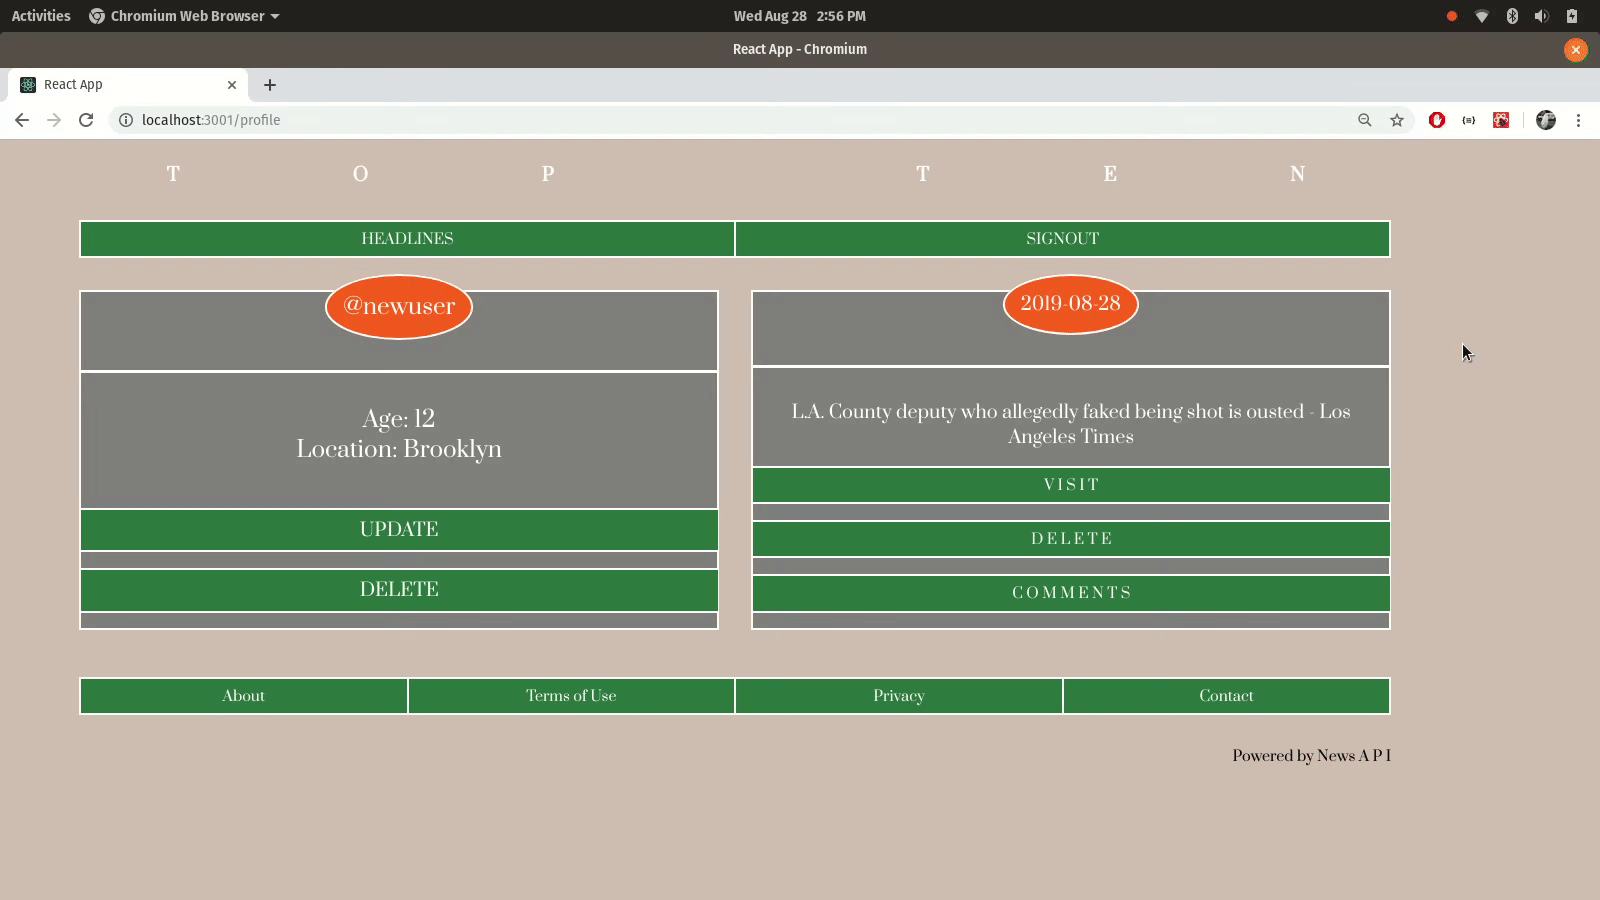 Activities Chromium Web Browser Wed Aug 28 2:56 PM
React App - Chromium
React App
localhost:3001/profile
T O P T E N
HEADLINES SIGNOUT
@newuser
Age: 12
Location: Brooklyn
UPDATE
DELETE
2019-08-28
L.A. County deputy who allegedly faked being shot is ousted - Los
Angeles Times
VISIT
DELETE
COMMENTS
About Terms of Use Privacy Contact
Powered by News A P I